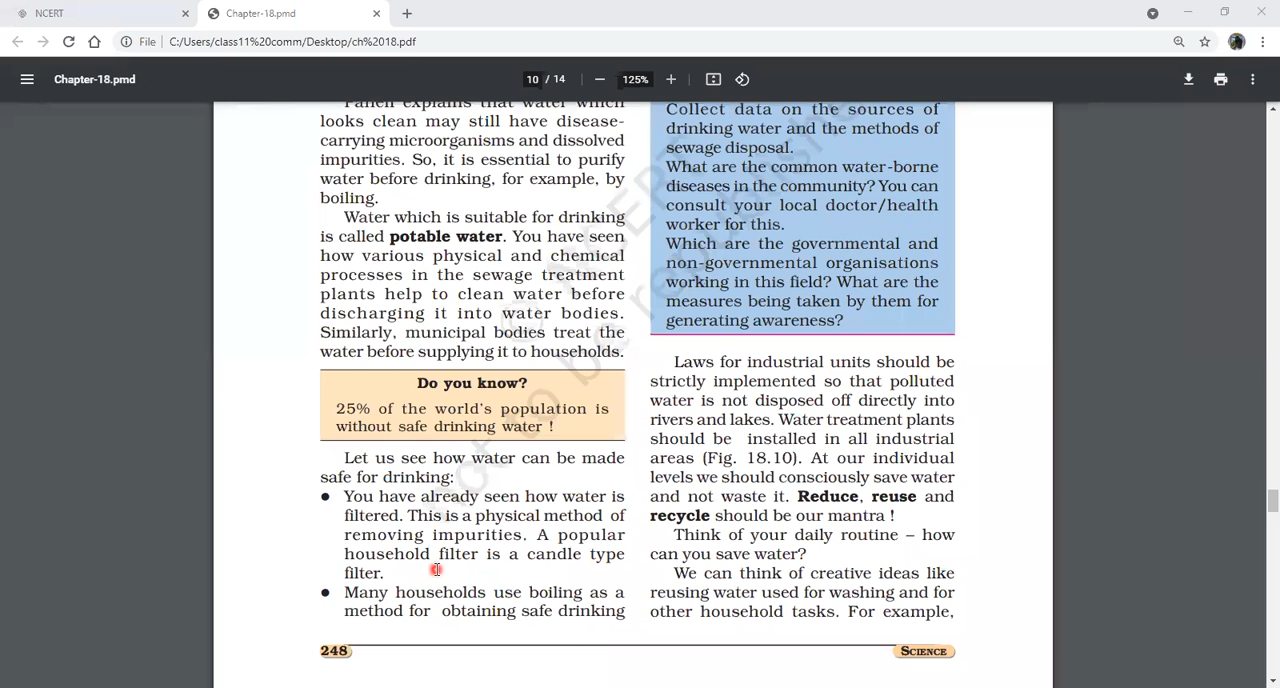 NCERT
Chapter-18.pmd
File
C:/Users/class11%20comm/Desktop/ch%2018.pdf
Chapter-18.pmd
10 / 14
125%
Paheli explains that water which
looks clean may still have disease-
carrying microorganisms and dissolved
impurities. So, it is essential to purify
water before drinking, for example, by
boiling.
Water which is suitable for drinking
is called potable water. You have seen
how various physical and chemical
processes in the sewage treatment
plants help to clean water before
discharging it into water bodies.
Similarly, municipal bodies treat the
water before supplying it to households.
Do you know?
25% of the world's population is
without safe drinking water !
Let us see how water can be made
safe for drinking:
● You have already seen how water is
filtered. This is a physical method of
removing impurities. A popular
household filter is a candle type
filter.
● Many households use boiling as a
method for obtaining safe drinking
Collect data on the sources of
drinking water and the methods of
sewage disposal.
What are the common water-borne
diseases in the community? You can
consult your local doctor/health
worker for this.
Which are the governmental and
non-governmental organisations
working in this field? What are the
measures being taken by them for
generating awareness?
Laws for industrial units should be
strictly implemented so that polluted
water is not disposed off directly into
rivers and lakes. Water treatment plants
should be installed in all industrial
areas (Fig. 18.10). At our individual
levels we should consciously save water
and not waste it. Reduce, reuse and
recycle should be our mantra !
Think of your daily routine – how
can you save water?
We can think of creative ideas like
reusing water used for washing and for
other household tasks. For example,
© NCERT
not to be republished
248
SCIENCE